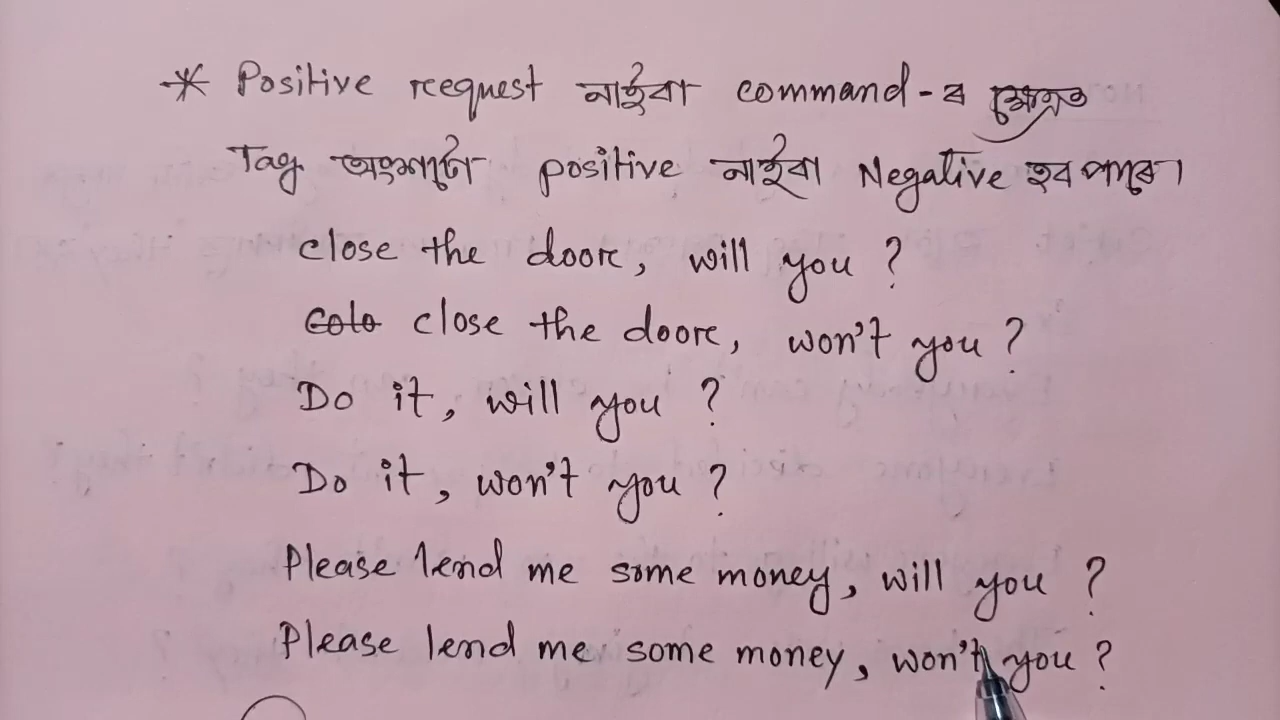 * Positive request নাইবা command-ৰ ক্ষেত্ৰত
Tag অংশটো positive নাইবা Negative হব পাৰে।
close the door, will you ?
close the door, won't you ?
Do it, will you ?
Do it, won't you ?
Please lend me some money, will you ?
Please lend me some money, won't you ?